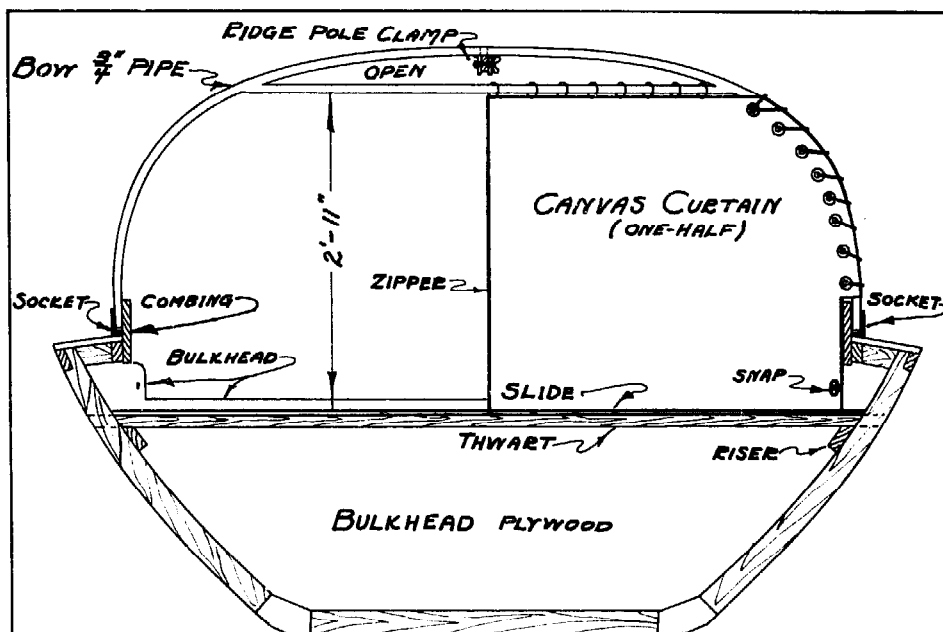 RIDGE POLE CLAMP
BOW 3/4" PIPE
OPEN
CANVAS CURTAIN
(ONE-HALF)
2'-11"
ZIPPER
SOCKET
COMBING
SOCKET
BULKHEAD
SNAP
SLIDE
THWART
RISER
BULKHEAD PLYWOOD